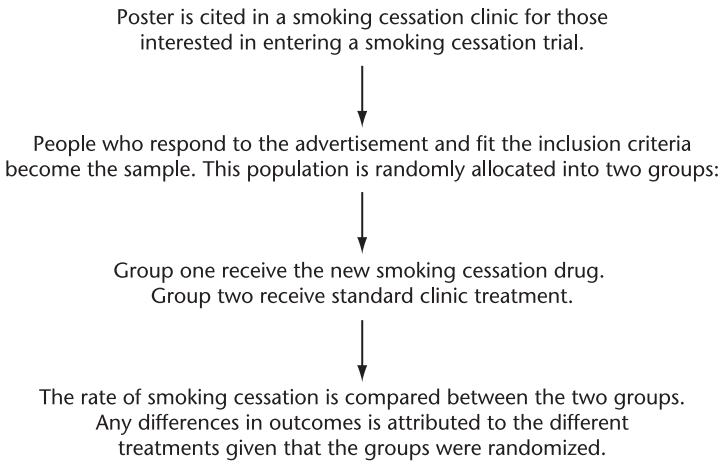 Poster is cited in a smoking cessation clinic for those
interested in entering a smoking cessation trial.
People who respond to the advertisement and fit the inclusion criteria
become the sample. This population is randomly allocated into two groups:
Group one receive the new smoking cessation drug.
Group two receive standard clinic treatment.
The rate of smoking cessation is compared between the two groups.
Any differences in outcomes is attributed to the different
treatments given that the groups were randomized.